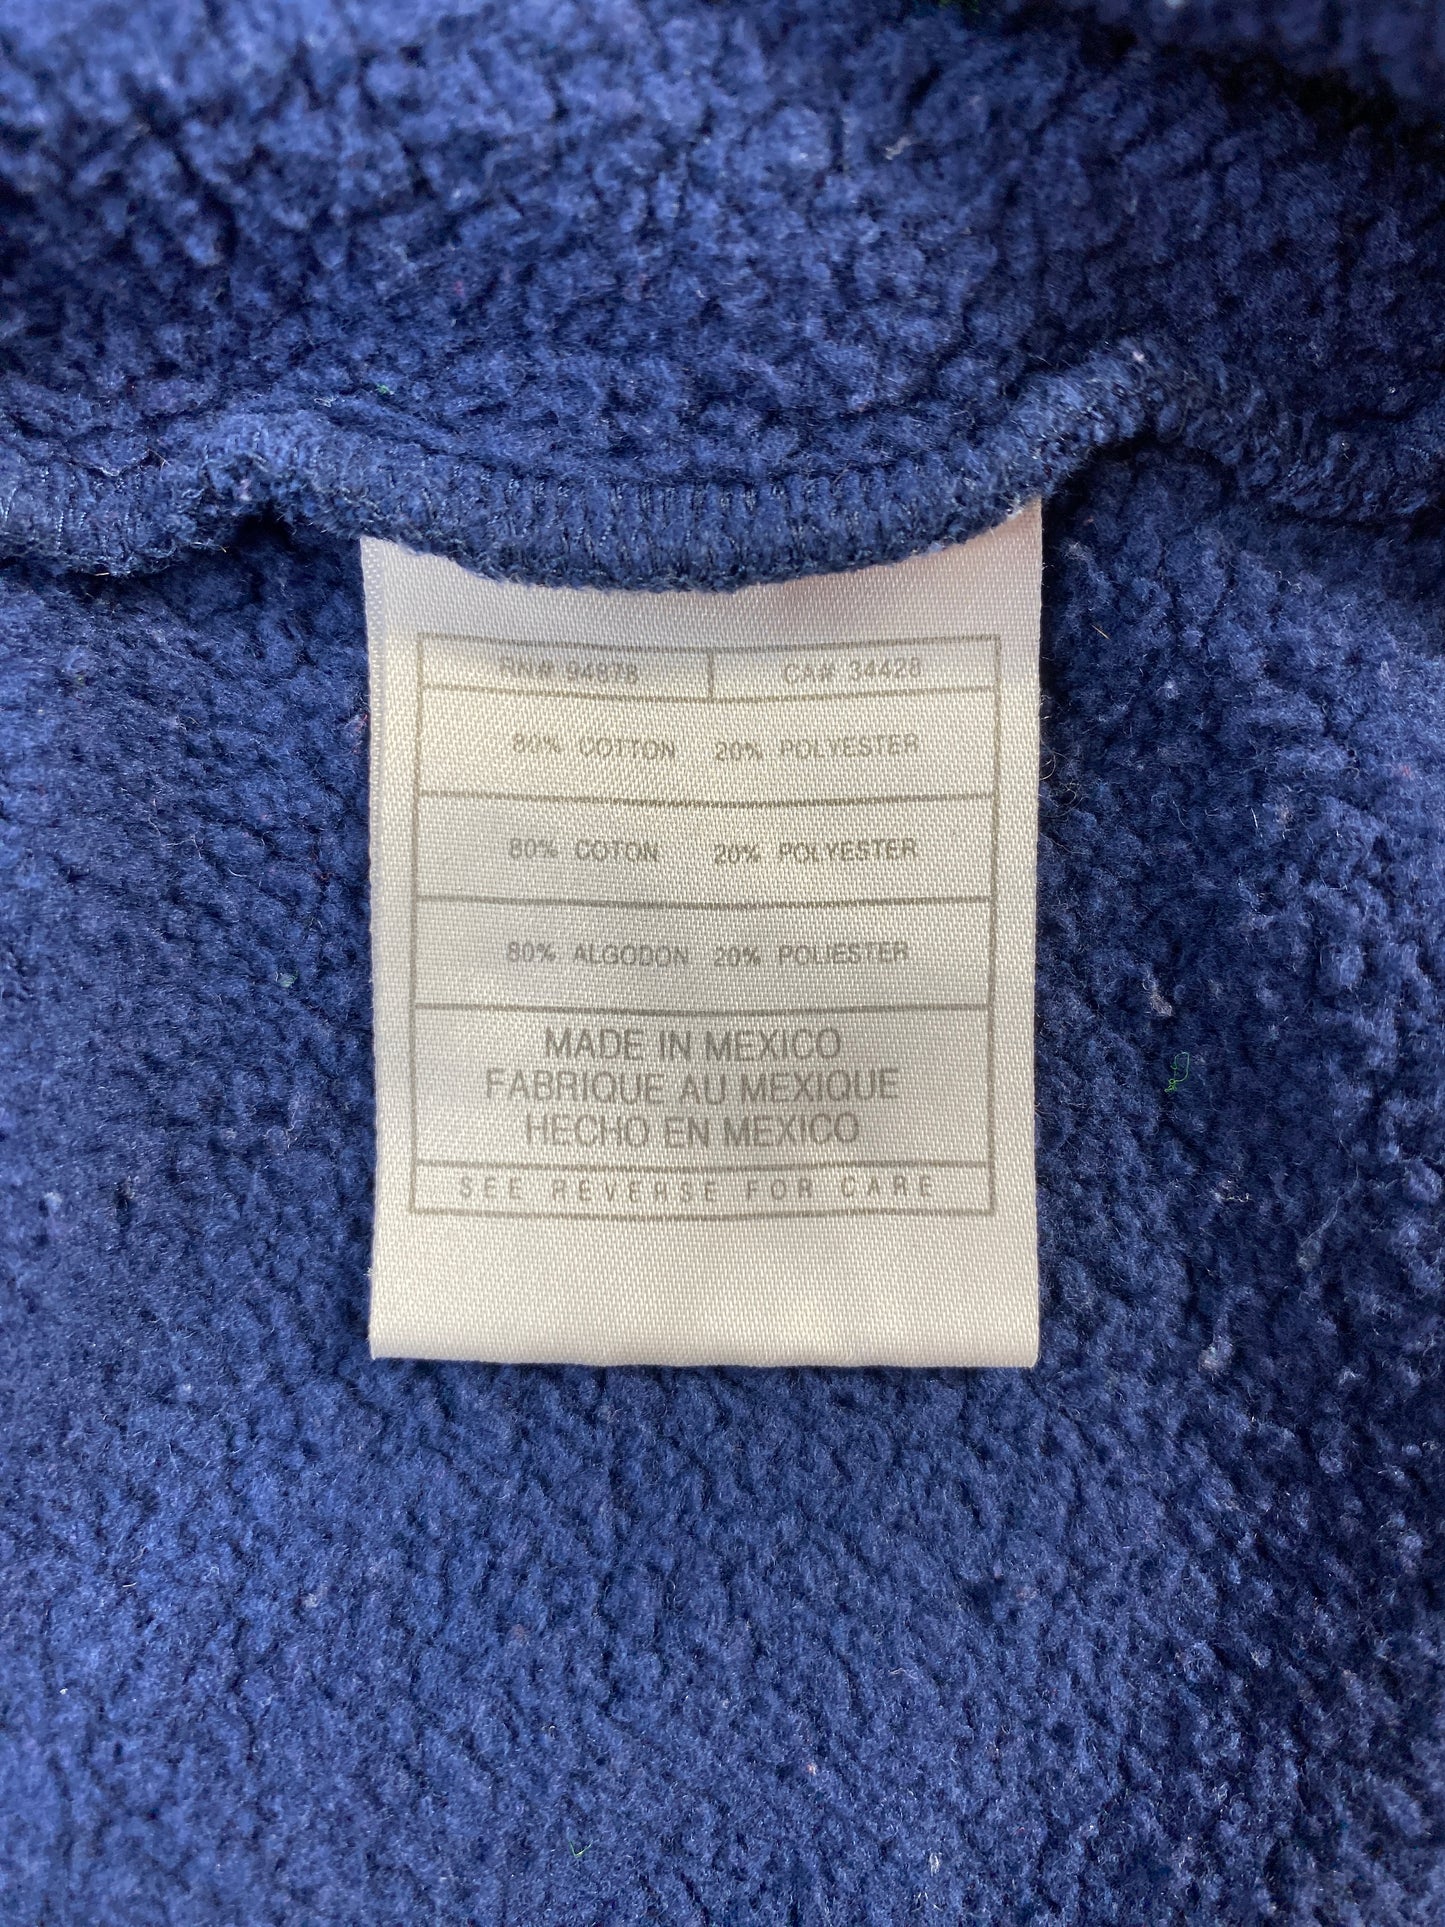 RN# 94878 CA# 34428
80% COTTON 20% POLYESTER
80% COTON 20% POLYESTER
80% ALGODON 20% POLIESTER
MADE IN MEXICO
FABRIQUE AU MEXIQUE
HECHO EN MEXICO
SEE REVERSE FOR CARE